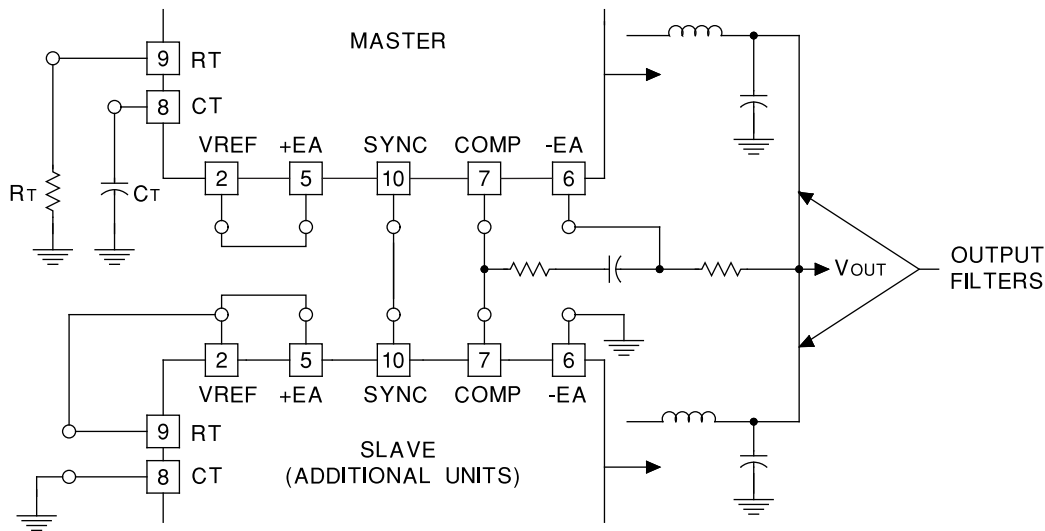 MASTER
9 RT
8 CT
VREF +EA SYNC COMP -EA
2 5 10 7 6
RT CT
VOUT
OUTPUT
FILTERS
2 5 10 7 6
VREF +EA SYNC COMP -EA
9 RT
8 CT
SLAVE
(ADDITIONAL UNITS)